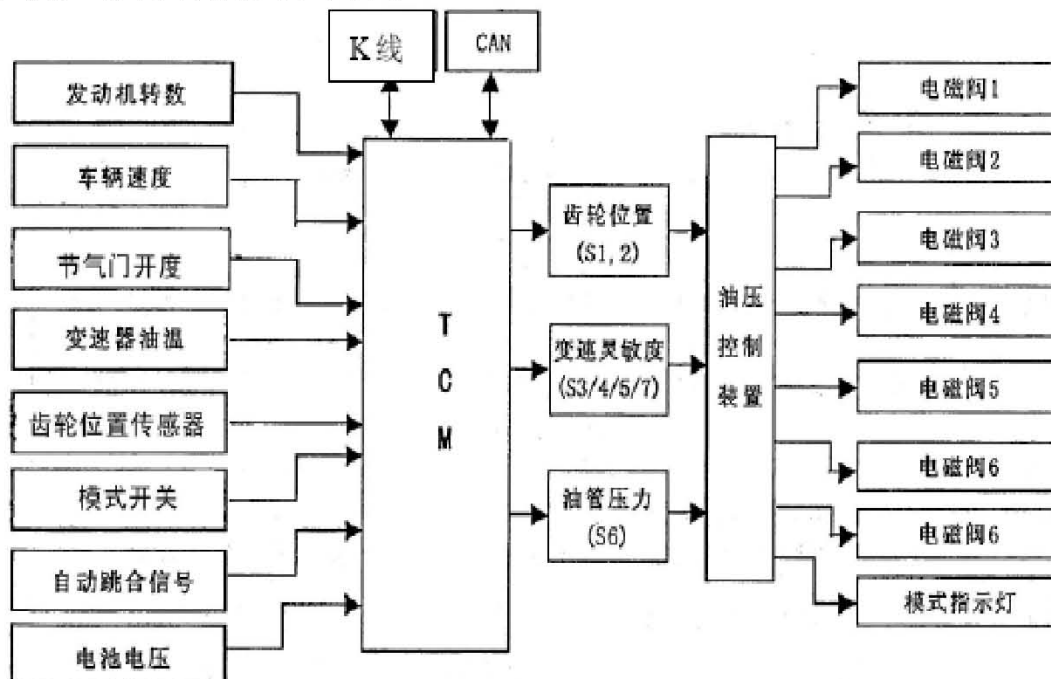 K线
CAN
发动机转数
车辆速度
节气门开度
变速器油温
齿轮位置传感器
模式开关
自动跳合信号
电池电压
T
C
M
齿轮位置
(S1,2)
变速灵敏度
(S3/4/5/7)
油管压力
(S6)
油压
控制
装置
电磁阀1
电磁阀2
电磁阀3
电磁阀4
电磁阀5
电磁阀6
电磁阀6
模式指示灯